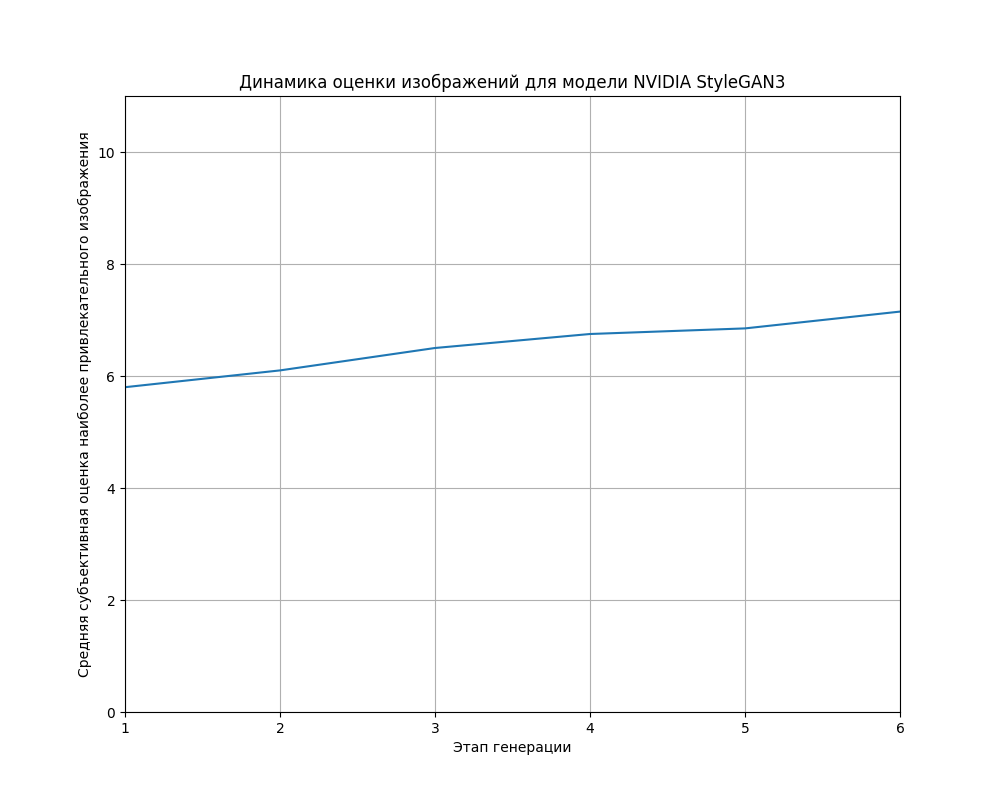 Динамика оценки изображений для модели NVIDIA StyleGAN3
Средняя субъективная оценка наиболее привлекательного изображения
10
8
6
4
2
0
1 2 3 4 5 6
Этап генерации